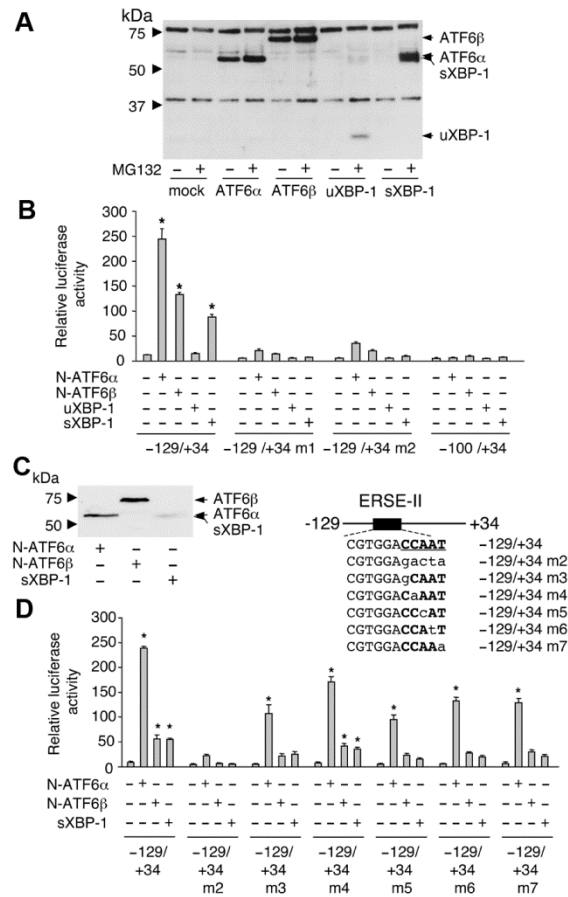 A
kDa
75
50
37
ATF6β
ATF6α
sXBP-1
uXBP-1
MG132 – + – + – + – + – +
mock ATF6α ATF6β uXBP-1 sXBP-1
B
Relative luciferase activity
300
250
200
150
100
50
0
* * *
N-ATF6α – + – – – – + – – – – + – – – – + – – –
N-ATF6β – – + – – – – + – – – – + – – – – + – –
uXBP-1 – – – + – – – – + – – – – + – – – – + –
sXBP-1 – – – – + – – – – + – – – – + – – – – +
–129/+34 –129 /+34 m1 –129 /+34 m2 –100 /+34
C
kDa
75
50
ATF6β
ATF6α
sXBP-1
N-ATF6α + – –
N-ATF6β – + –
sXBP-1 – – +
ERSE-II
-129 +34
CGTGGACCAAT –129/+34
CGTGGAgacta –129/+34 m2
CGTGGAgCAAT –129/+34 m3
CGTGGACaAAT –129/+34 m4
CGTGGACCcAT –129/+34 m5
CGTGGACCAtT –129/+34 m6
CGTGGACCAAa –129/+34 m7
D
Relative luciferase activity
300
250
200
150
100
50
0
* * * * * * * * * *
N-ATF6α – + – – – + – – – + – – – + – – – + – – – + – – – + – –
N-ATF6β – – + – – – + – – – + – – – + – – – + – – – + – – – + –
sXBP-1 – – – + – – – + – – – + – – – + – – – + – – – + – – – +
–129/ –129/ –129/ –129/ –129/ –129/ –129/
+34 +34 +34 +34 +34 +34 +34
m2 m3 m4 m5 m6 m7